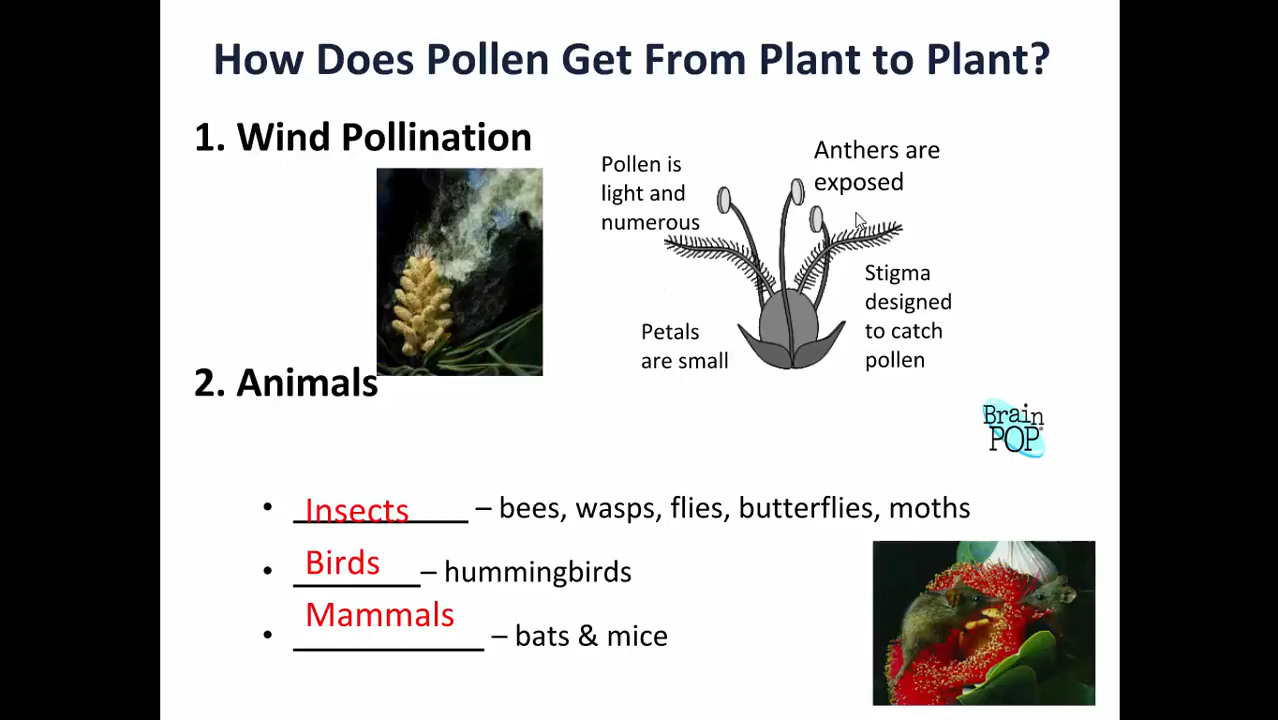 How Does Pollen Get From Plant to Plant?
1. Wind Pollination
Pollen is
light and
numerous
Anthers are
exposed
Stigma
designed
to catch
pollen
Petals
are small
2. Animals
Brain
POP
• Insects – bees, wasps, flies, butterflies, moths
• Birds – hummingbirds
• Mammals – bats & mice